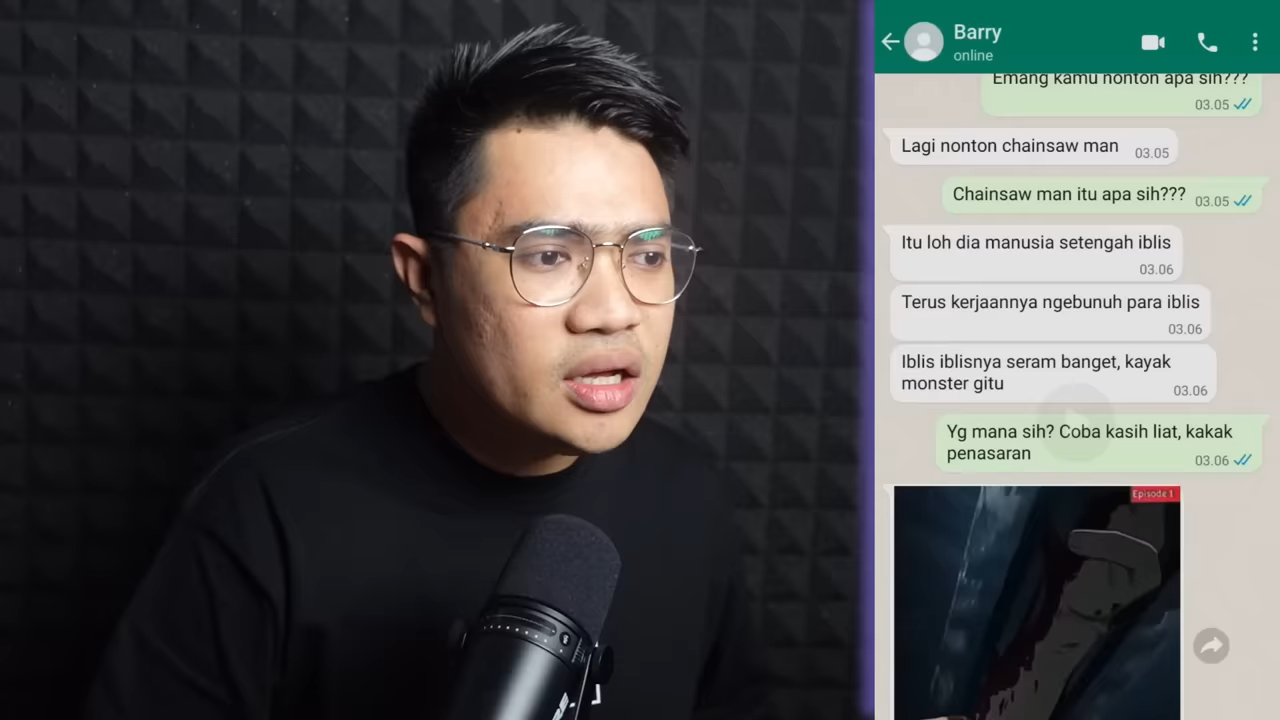 Barry
online
Emang kamu nonton apa sih???
03.05
Lagi nonton chainsaw man
03.05
Chainsaw man itu apa sih???
03.05
Itu loh dia manusia setengah iblis
03.06
Terus kerjaannya ngebunuh para iblis
03.06
Iblis iblisnya seram banget, kayak
monster gitu
03.06
Yg mana sih? Coba kasih liat, kakak
penasaran
03.06
Episode 1